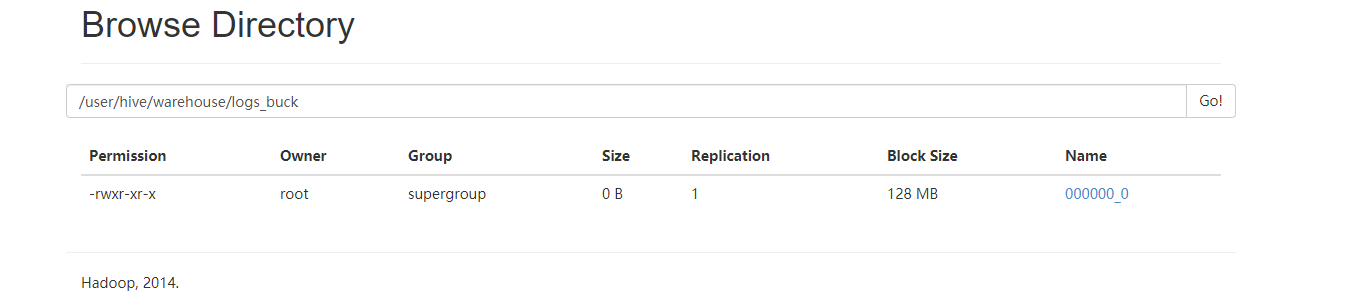 Browse Directory
/user/hive/warehouse/logs_buck Go!
Permission Owner Group Size Replication Block Size Name
-rwxr-xr-x root supergroup 0 B 1 128 MB 000000_0
Hadoop, 2014.